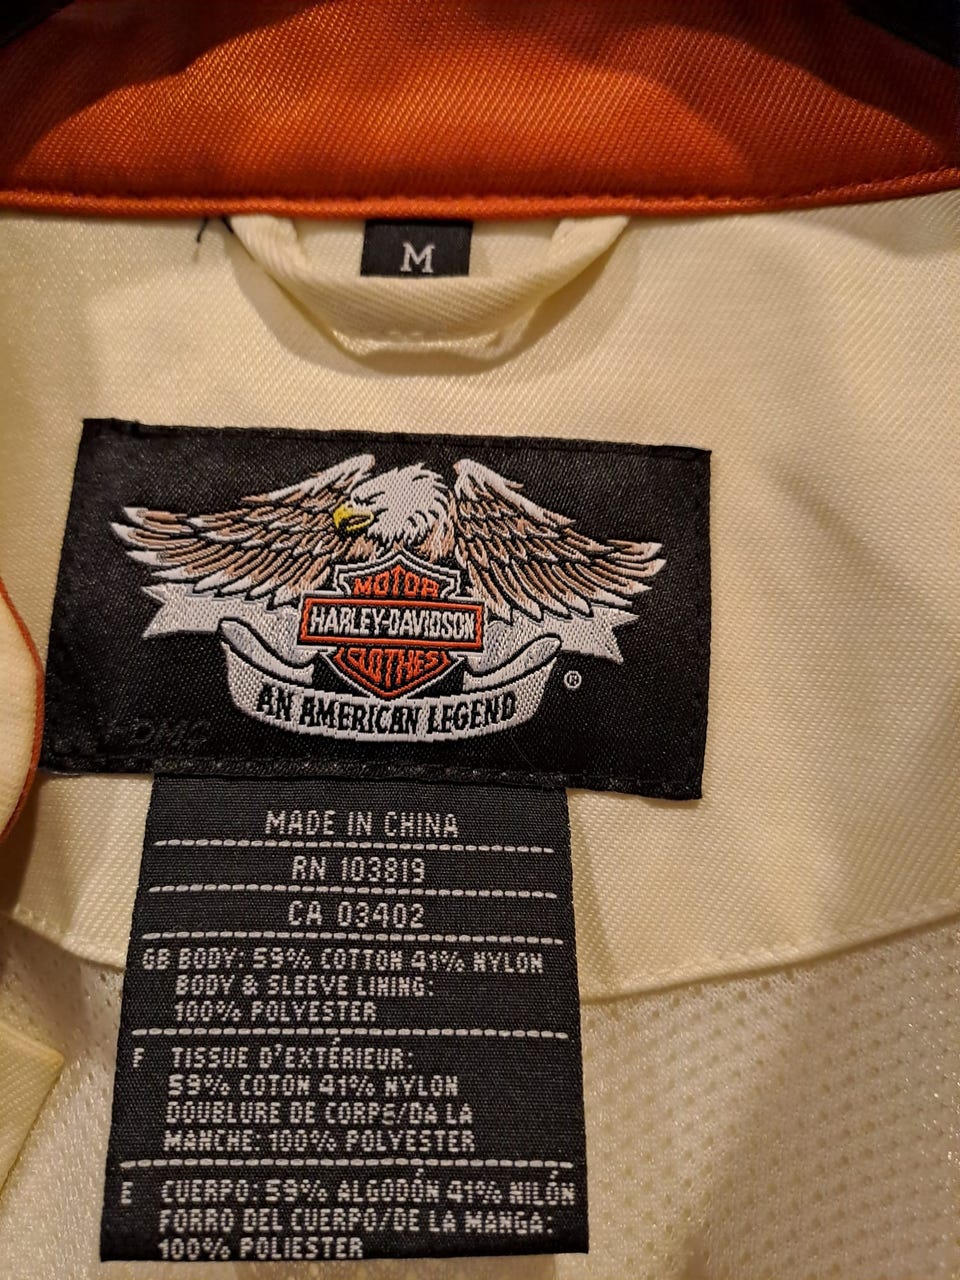 M
MOTOR
HARLEY-DAVIDSON
CLOTHES
AN AMERICAN LEGEND
®
MADE IN CHINA
RN 103819
CA 03402
GB BODY: 59% COTTON 41% NYLON
BODY & SLEEVE LINING:
100% POLYESTER
F TISSUE D'EXTÉRIEUR:
59% COTON 41% NYLON
DOUBLURE DE CORPS/DA LA
MANCHE: 100% POLYESTER
E CUERPO: 59% ALGODÓN 41% NILÓN
FORRO DEL CUERPO/DE LA MANGA:
100% POLIESTER